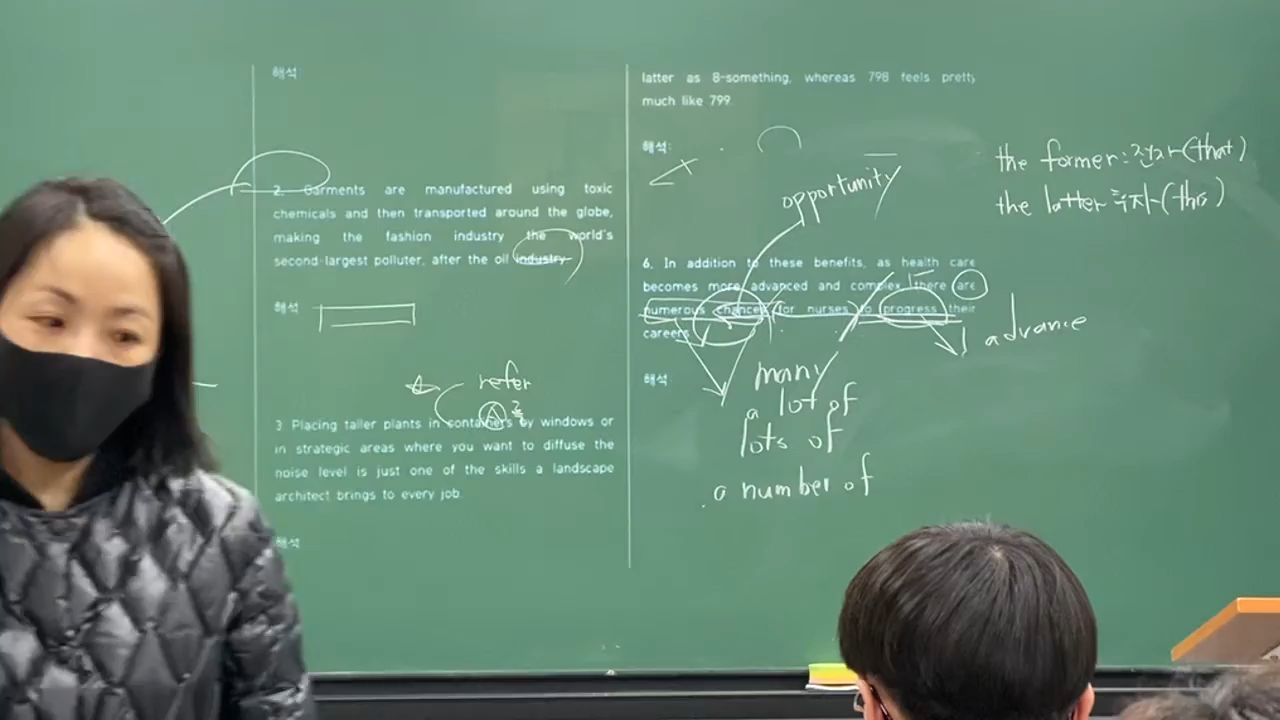 해석:
2. Garments are manufactured using toxic
chemicals and then transported around the globe,
making the fashion industry the world's
second-largest polluter, after the oil industry
해석
refer
A
3 Placing taller plants in containers by windows or
in strategic areas where you want to diffuse the
noise level is just one of the skills a landscape
architect brings to every job.
해석
latter as 8-something, whereas 798 feels pretty
much like 799.
해석:
opportunity
6. In addition to these benefits, as health care
becomes more advanced and complex there are
numerous chances for nurses to progress their
careers
advance
해석
many
a lot of
lots of
a number of
the former: 전자 (that)
the latter 후자 (this)